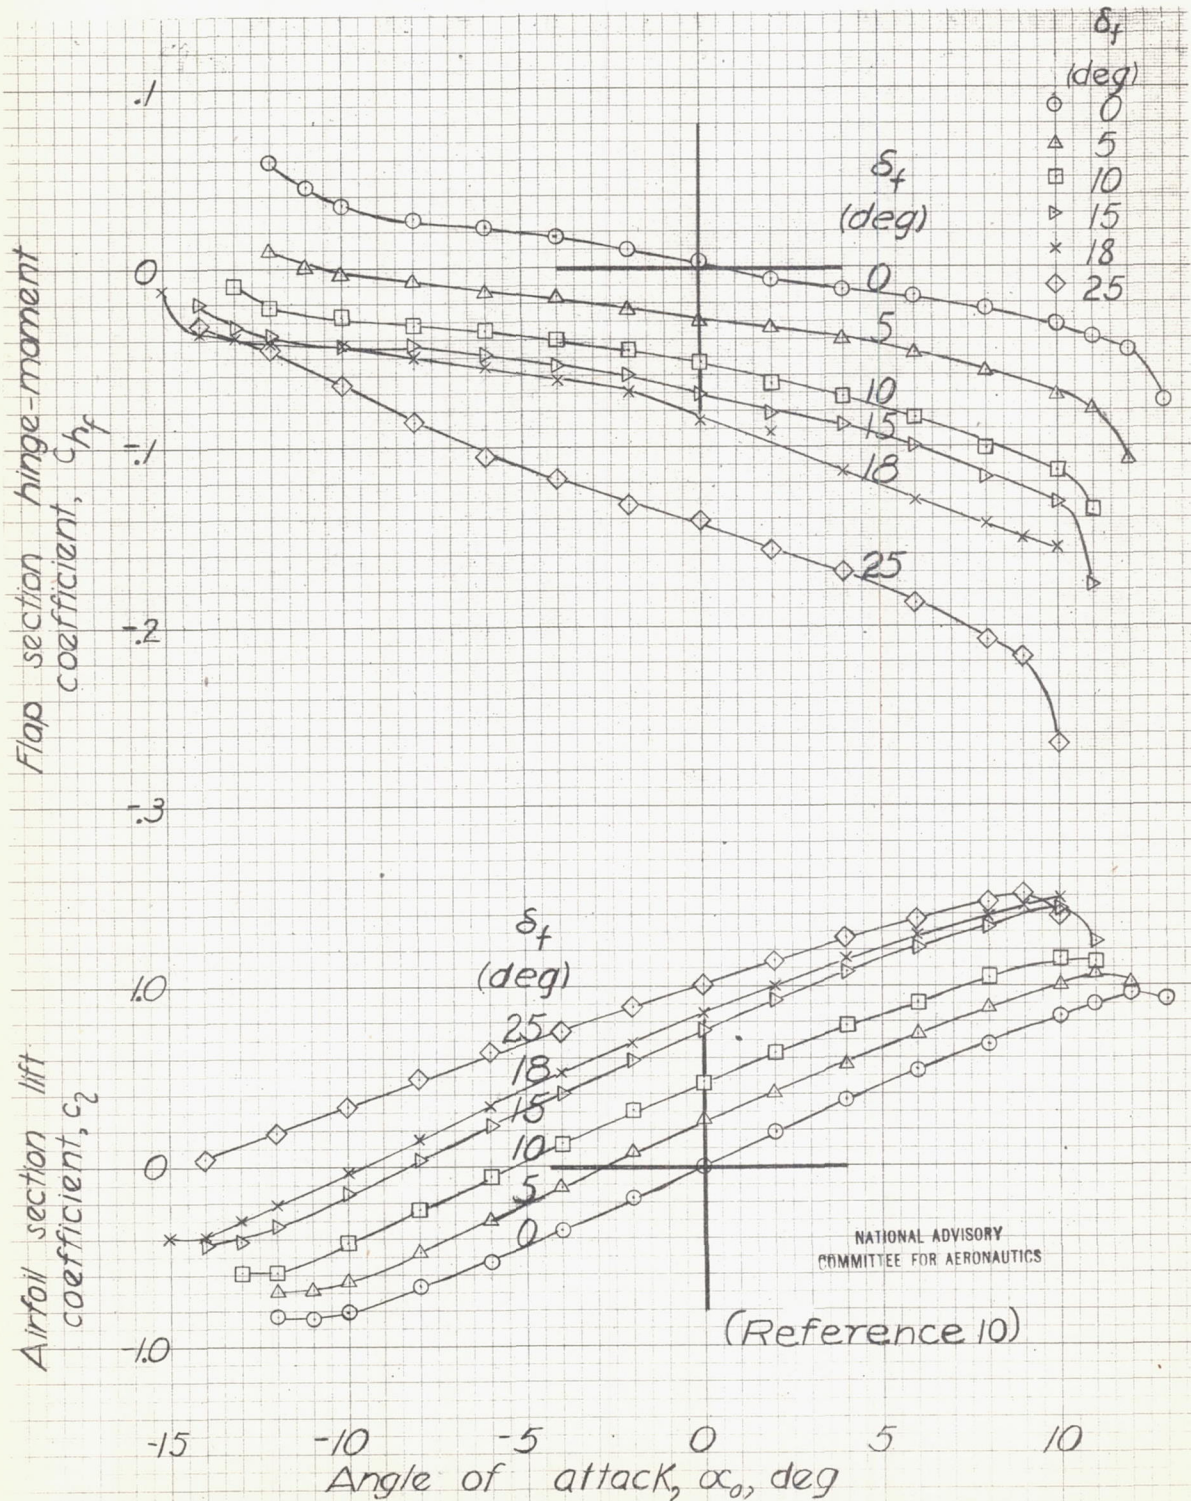 δf
(deg)
0
5
10
15
18
25
.1
0
-.1
-.2
-.3
Flap section hinge-moment
coefficient, chf
δf
(deg)
0
5
10
15
18
25
δf
(deg)
25
18
15
10
5
0
1.0
0
-1.0
Airfoil section lift
coefficient, cl
NATIONAL ADVISORY
COMMITTEE FOR AERONAUTICS
(Reference 10)
-15 -10 -5 0 5 10
Angle of attack, α₀, deg